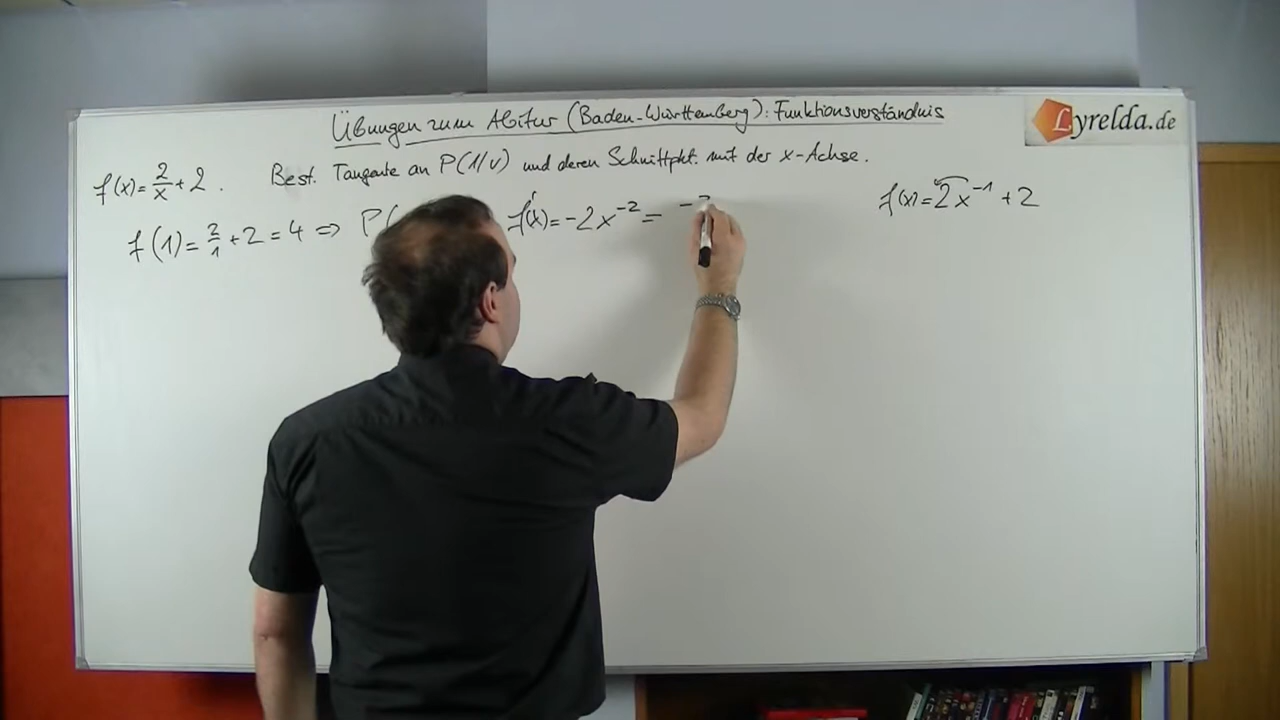 Übungen zum Abitur (Baden-Württemberg): Funktionsverständnis
Lyrelda.de
f(x)=2/x+2. Best. Tangente an P(1/v) und deren Schnittpkt. mit der x-Achse.
f(x)=2x⁻¹+2
f(1)=2/1+2=4 ⇒ P( f'(x)=-2x⁻²= -2